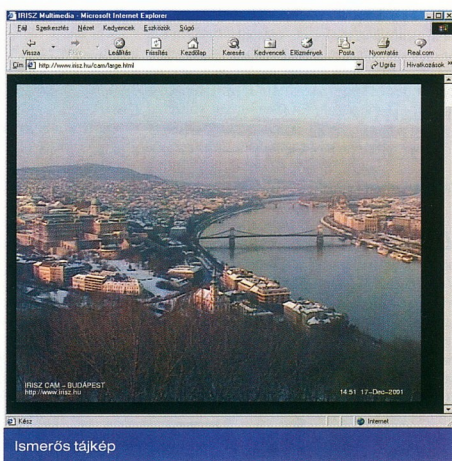 IRISZ Multimedia - Microsoft Internet Explorer
Fájl Szerkesztés Nézet Kedvencek Eszközök Súgó
Vissza Leállítás Frissítés Kezdőlap Keresés Kedvencek Előzmények Posta Nyomtatás Real.com
Cím http://www.irisz.hu/cam/large.html Ugrás Hivatkozások »
IRISZ CAM – BUDAPEST
http://www.irisz.hu
14:51 17-Dec-2001
Kész Internet
Ismerős tájkép